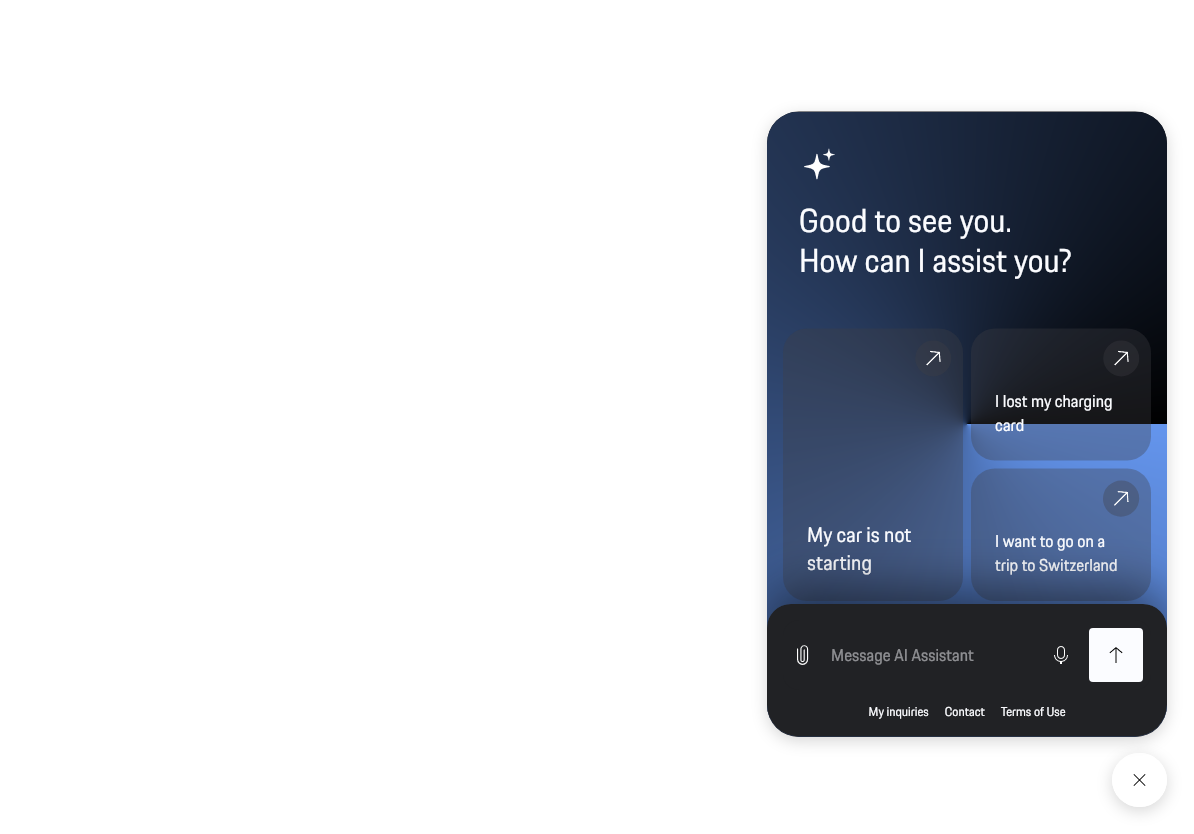 Good to see you.
How can I assist you?
My car is not
starting
I lost my charging
card
I want to go on a
trip to Switzerland
Message AI Assistant
My inquiries Contact Terms of Use